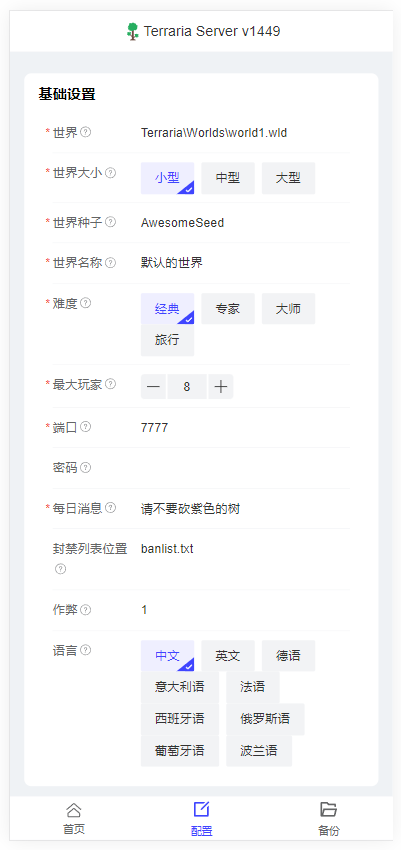 Terraria Server v1449
基础设置
* 世界 Terraria\Worlds\world1.wld
* 世界大小 小型 中型 大型
* 世界种子 AwesomeSeed
* 世界名称 默认的世界
* 难度 经典 专家 大师
旅行
* 最大玩家 — 8 +
* 端口 7777
密码
* 每日消息 请不要砍紫色的树
封禁列表位置 banlist.txt
作弊 1
语言 中文 英文 德语
意大利语 法语
西班牙语 俄罗斯语
葡萄牙语 波兰语
首页 配置 备份